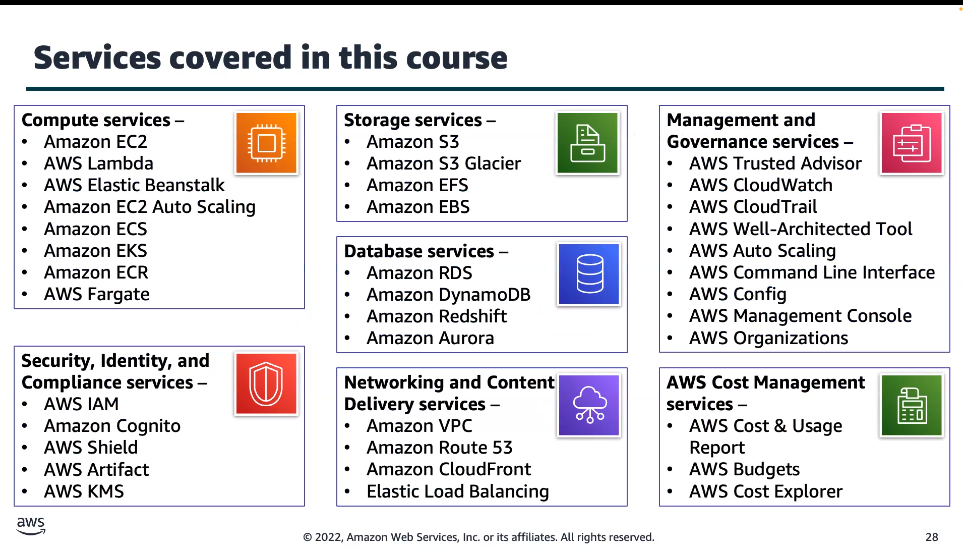 Services covered in this course
Compute services –
• Amazon EC2
• AWS Lambda
• AWS Elastic Beanstalk
• Amazon EC2 Auto Scaling
• Amazon ECS
• Amazon EKS
• Amazon ECR
• AWS Fargate
Security, Identity, and
Compliance services –
• AWS IAM
• Amazon Cognito
• AWS Shield
• AWS Artifact
• AWS KMS
Storage services –
• Amazon S3
• Amazon S3 Glacier
• Amazon EFS
• Amazon EBS
Database services –
• Amazon RDS
• Amazon DynamoDB
• Amazon Redshift
• Amazon Aurora
Networking and Content
Delivery services –
• Amazon VPC
• Amazon Route 53
• Amazon CloudFront
• Elastic Load Balancing
Management and
Governance services –
• AWS Trusted Advisor
• AWS CloudWatch
• AWS CloudTrail
• AWS Well-Architected Tool
• AWS Auto Scaling
• AWS Command Line Interface
• AWS Config
• AWS Management Console
• AWS Organizations
AWS Cost Management
services –
• AWS Cost & Usage
Report
• AWS Budgets
• AWS Cost Explorer
aws
© 2022, Amazon Web Services, Inc. or its affiliates. All rights reserved.
28